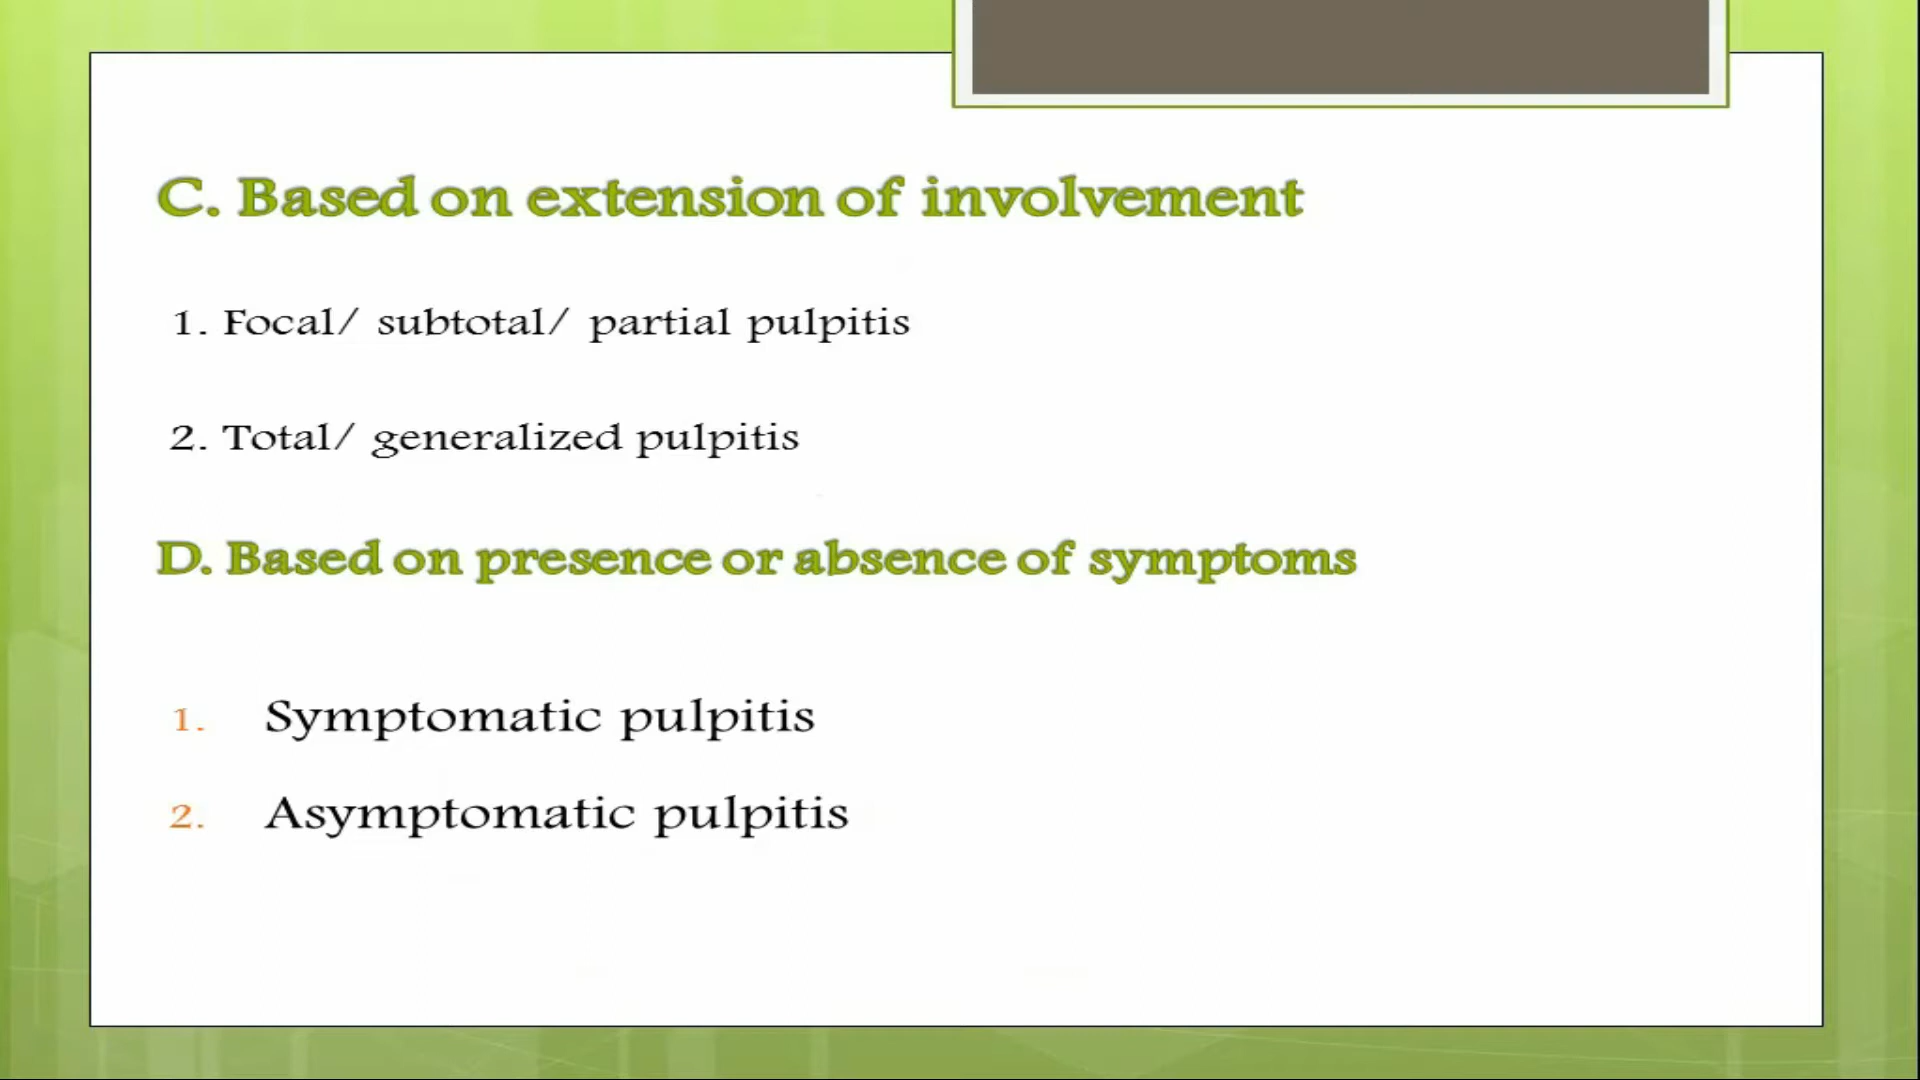 C. Based on extension of involvement
1. Focal/ subtotal/ partial pulpitis
2. Total/ generalized pulpitis
D. Based on presence or absence of symptoms
1. Symptomatic pulpitis
2. Asymptomatic pulpitis